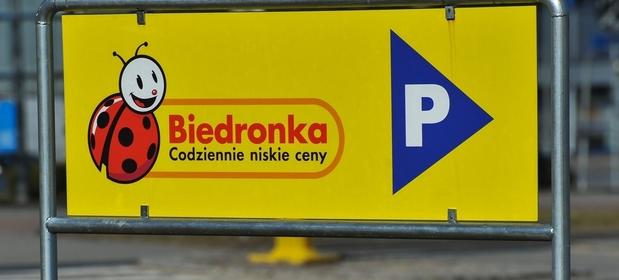 Biedronka
Codziennie niskie ceny
P